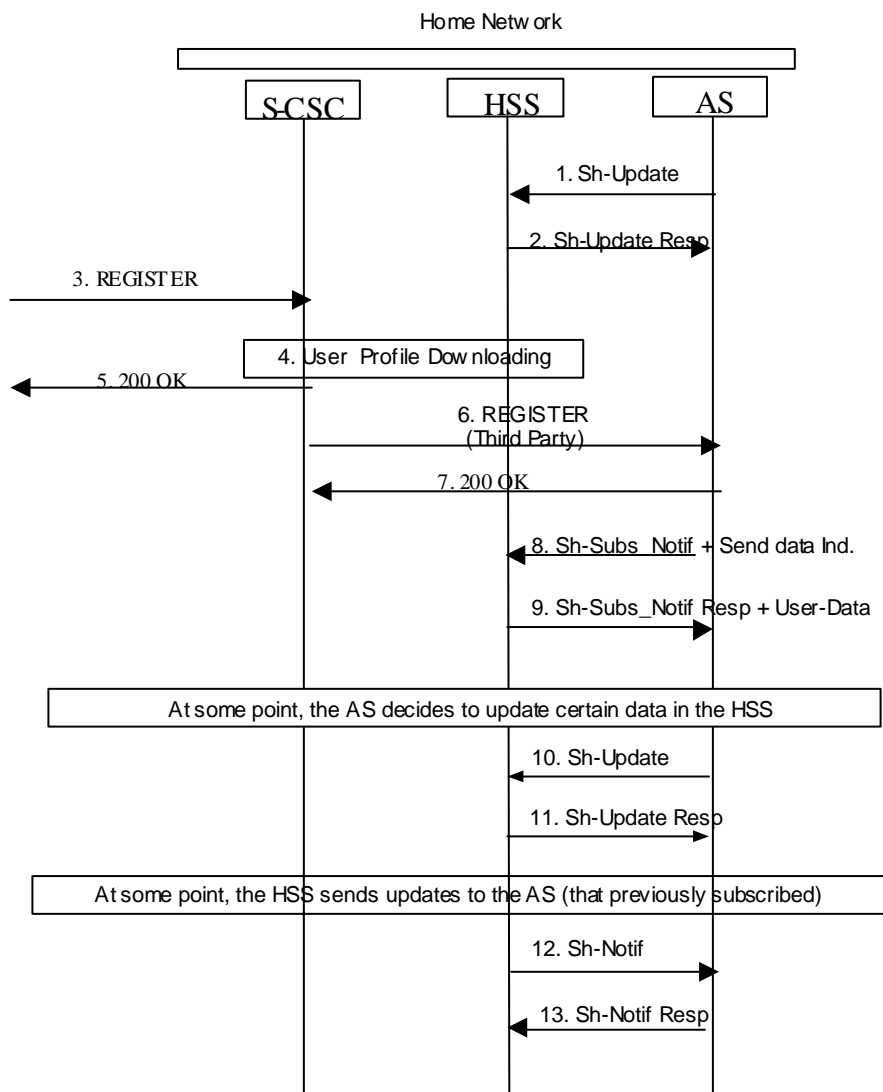 Home Network
S-CSC
HSS
AS
1. Sh-Update
2. Sh-Update Resp
3. REGISTER
4. User Profile Downloading
5. 200 OK
6. REGISTER
(Third Party)
7. 200 OK
8. Sh-Subs_Notif + Send data Ind.
9. Sh-Subs_Notif Resp + User-Data
At some point, the AS decides to update certain data in the HSS
10. Sh-Update
11. Sh-Update Resp
At some point, the HSS sends updates to the AS (that previously subscribed)
12. Sh-Notif
13. Sh-Notif Resp